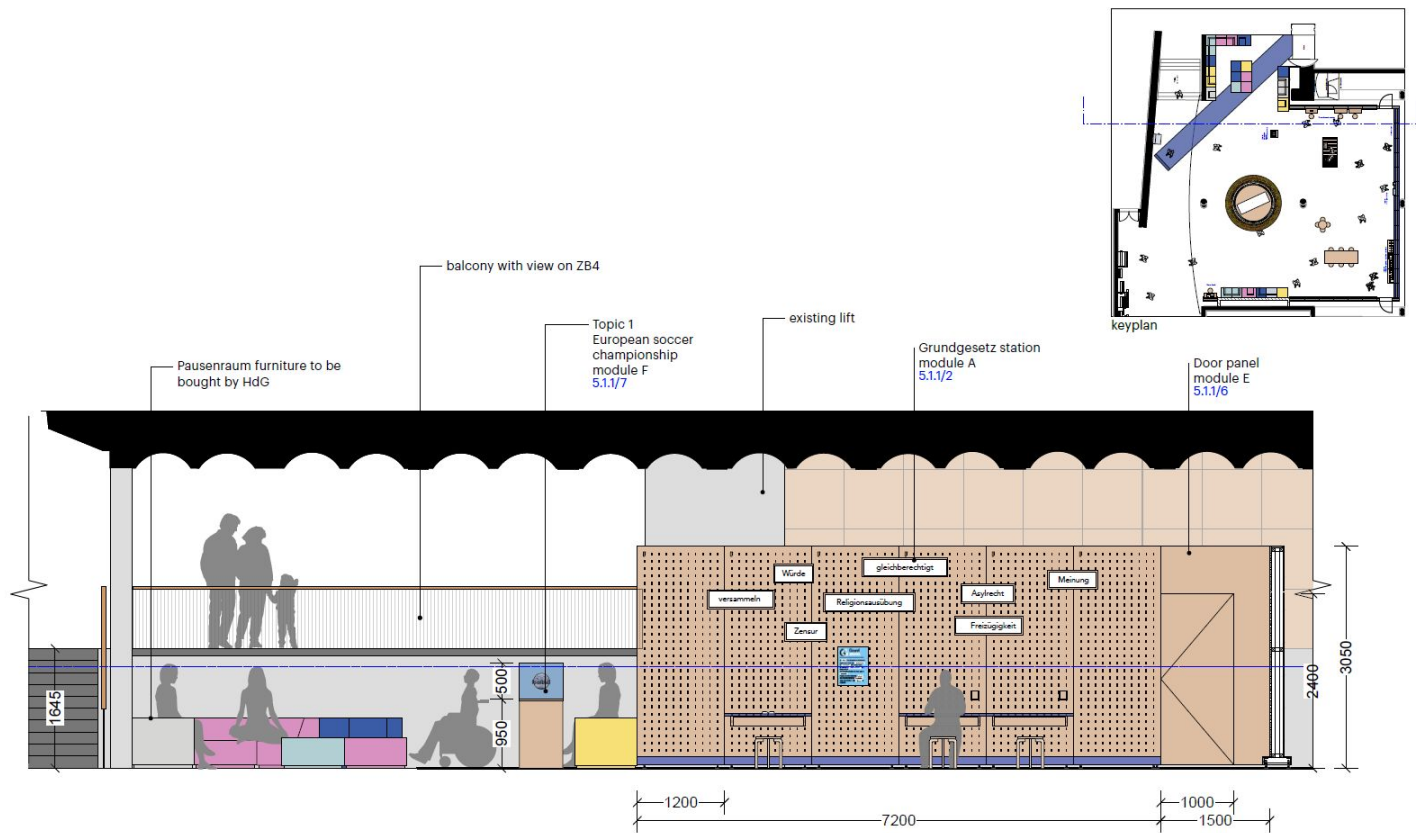 keyplan
balcony with view on ZB4
existing lift
Topic 1
European soccer
championship
module F
5.1.1/7
Grundgesetz station
module A
5.1.1/2
Pausenraum furniture to be
bought by HdG
Door panel
module E
5.1.1/6
Würde
gleichberechtigt
Meinung
versammeln
Religionsausübung
Asylrecht
Zensur
Freizügigkeit
1645
500
950
2400
3050
1200
7200
1000
1500